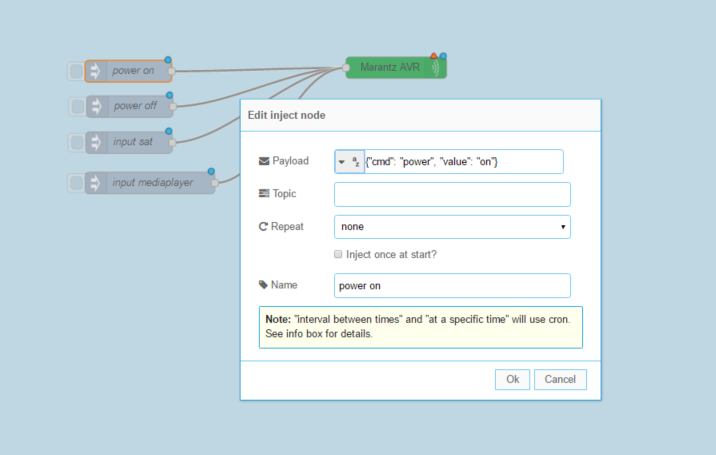 power on
Marantz AVR
power off
input sat
input mediaplayer
Edit inject node
Payload
a
z
{"cmd": "power", "value": "on"}
Topic
Repeat
none
Inject once at start?
Name
power on
Note: "interval between times" and "at a specific time" will use cron.
See info box for details.
Ok
Cancel